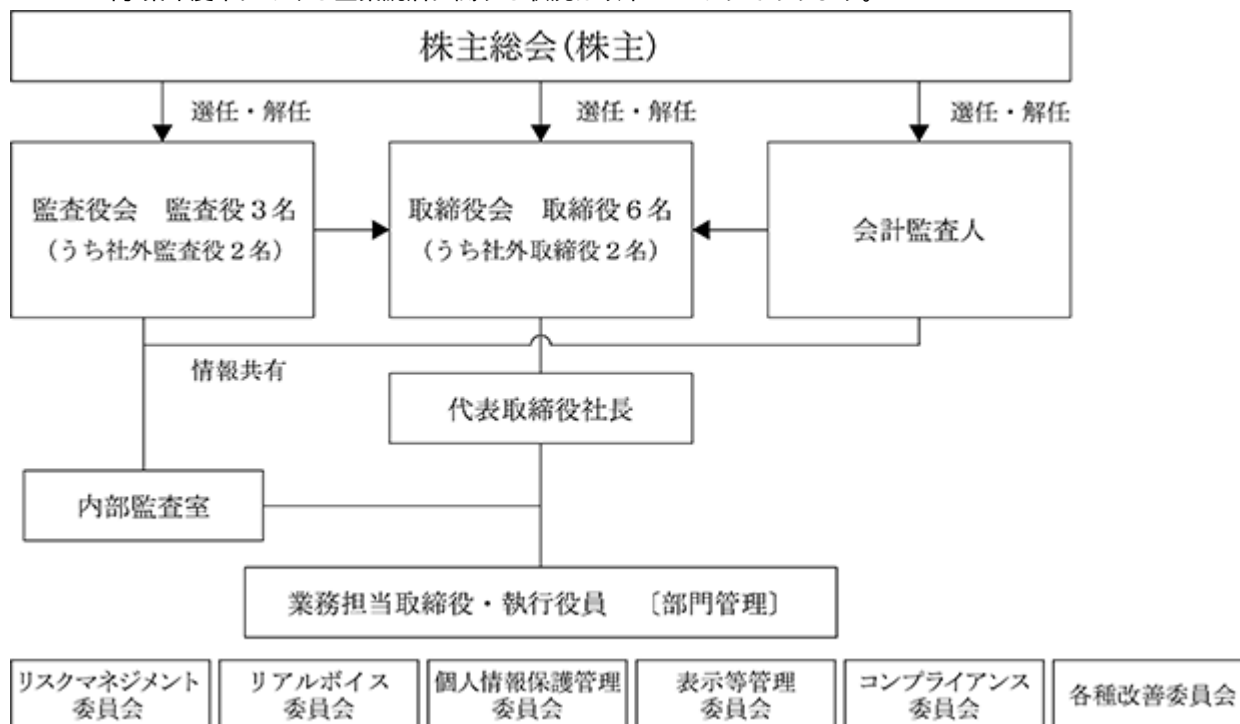 株主総会(株主)
選任・解任
選任・解任
選任・解任
監査役会　監査役3名
(うち社外監査役2名)
取締役会　取締役6名
(うち社外取締役2名)
会計監査人
情報共有
代表取締役社長
内部監査室
業務担当取締役・執行役員　〔部門管理〕
リスクマネジメント
委員会
リアルボイス
委員会
個人情報保護管理
委員会
表示等管理
委員会
コンプライアンス
委員会
各種改善委員会